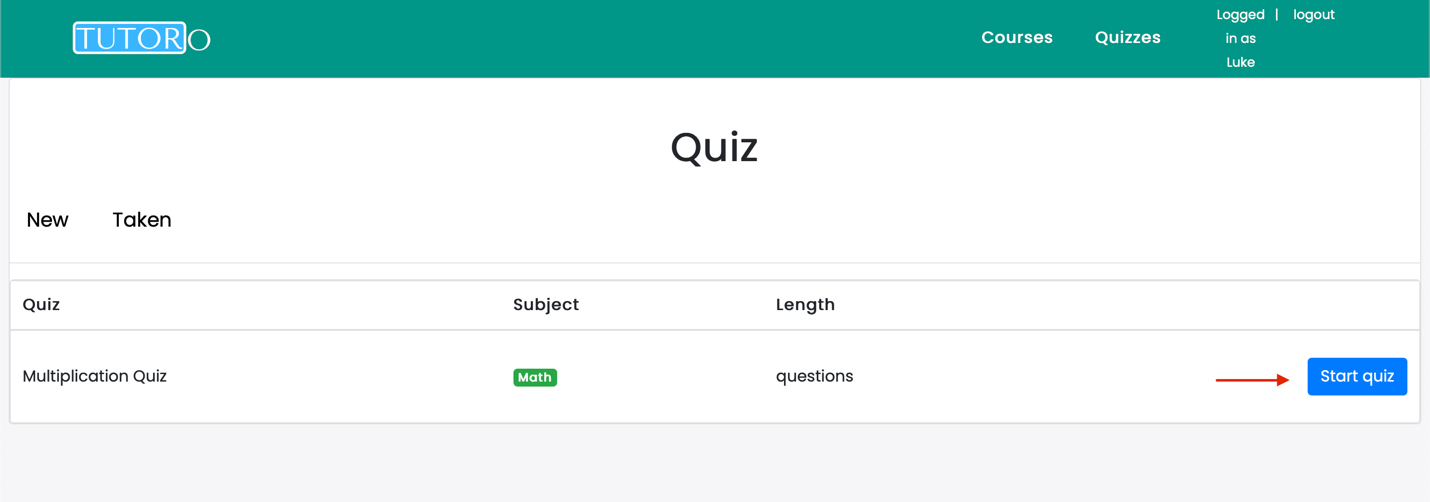 TUTORO
Courses Quizzes
Logged | logout
in as
Luke
Quiz
New Taken
Quiz Subject Length
Multiplication Quiz Math questions Start quiz